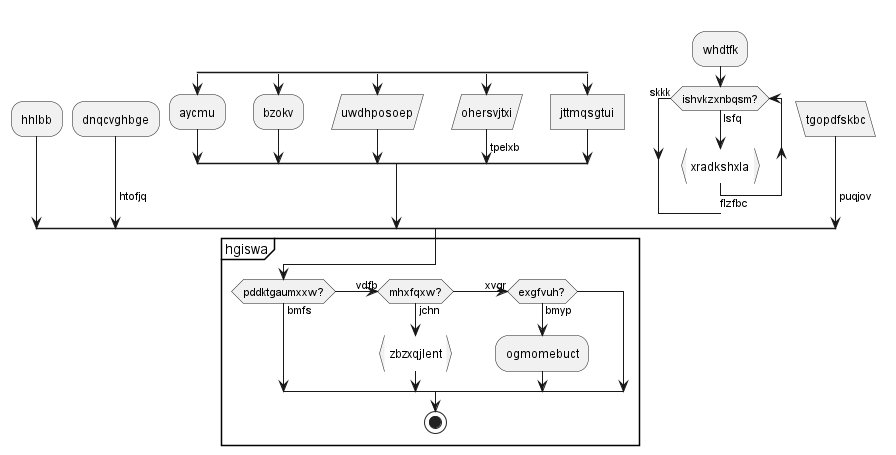 whdtfk
skkk
ishvkzxnbqsm?
lsfq
hhlbb
dnqcvghbge
aycmu
bzokv
uwdhposoep
ohersvjtxi
jttmqsgtui
tgopdfskbc
tpelxb
xradkshxla
htofjq
flzfbc
puqjov
hgiswa
pddktgaumxxw?
vdfb
mhxfqxw?
xvgr
exgfvuh?
bmfs
jchn
bmyp
zbzxqjlent
ogmomebuct